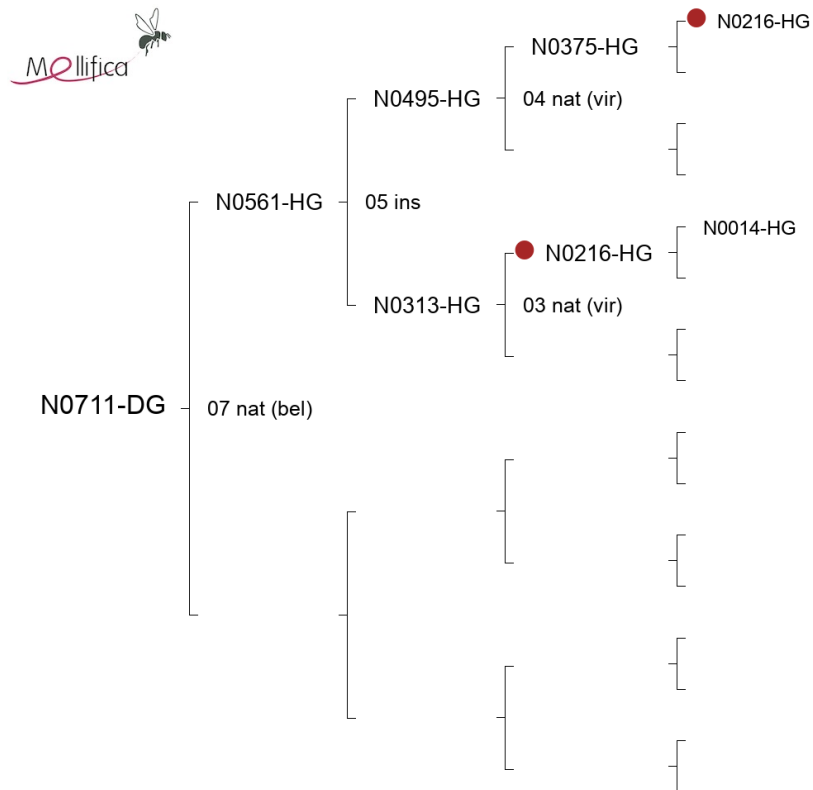 Mellifica
N0216-HG
N0375-HG
N0495-HG
04 nat (vir)
N0561-HG
05 ins
N0014-HG
N0216-HG
N0313-HG
03 nat (vir)
N0711-DG
07 nat (bel)